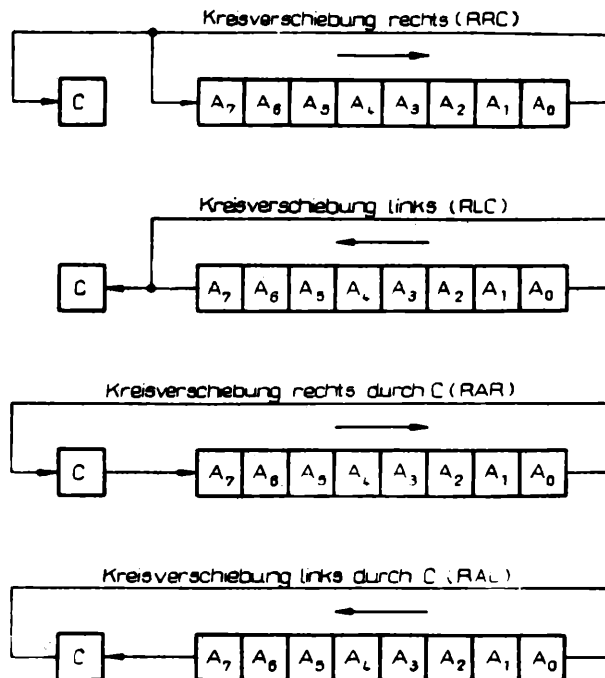 Kreisverschiebung rechts (RRC)
C A7 A6 A5 A4 A3 A2 A1 A0
Kreisverschiebung links (RLC)
C A7 A6 A5 A4 A3 A2 A1 A0
Kreisverschiebung rechts durch C (RAR)
C A7 A6 A5 A4 A3 A2 A1 A0
Kreisverschiebung links durch C (RAL)
C A7 A6 A5 A4 A3 A2 A1 A0